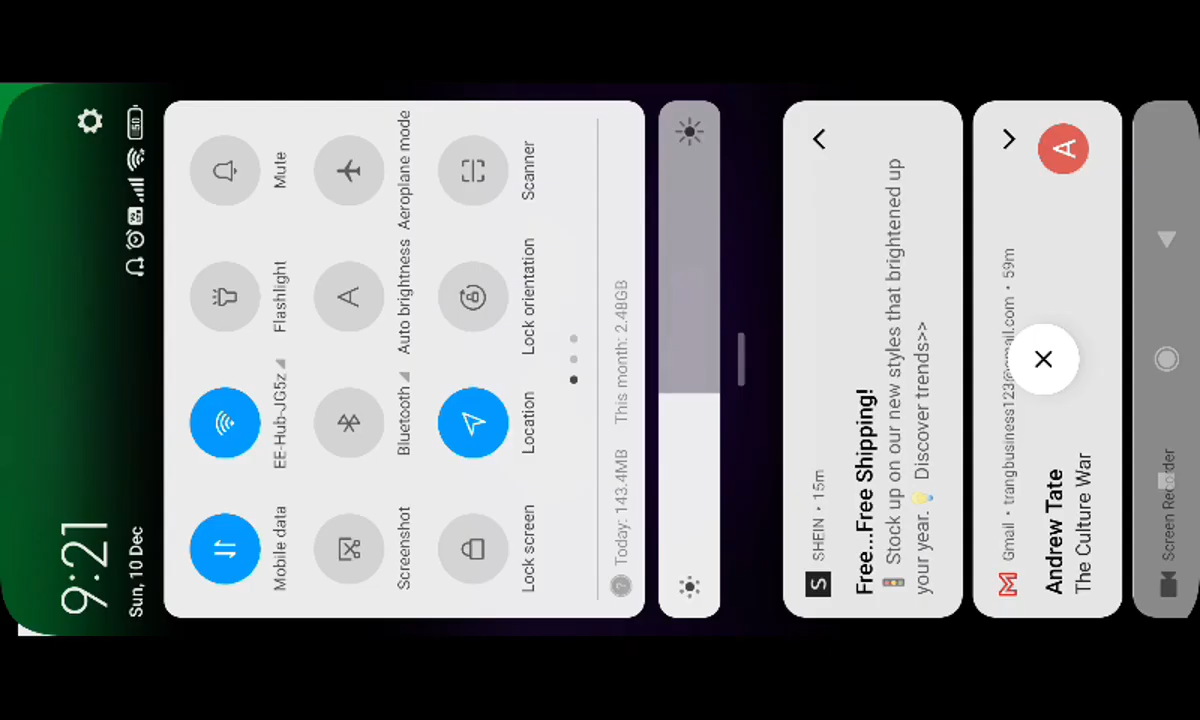 9:21
Sun, 10 Dec
50
Mobile data
EE-Hub-JG5z
Flashlight
Mute
Screenshot
Bluetooth
Auto brightness
Aeroplane mode
Lock screen
Location
Lock orientation
Scanner
? Today: 143.4MB This month: 2.48GB
S SHEIN • 15m
Free...Free Shipping!
🚦 Stock up on our new styles that brightened up
your year.💡 Discover trends>>
Gmail • trangbusiness123@gmail.com • 59m
Andrew Tate
The Culture War
A
Screen Recorder